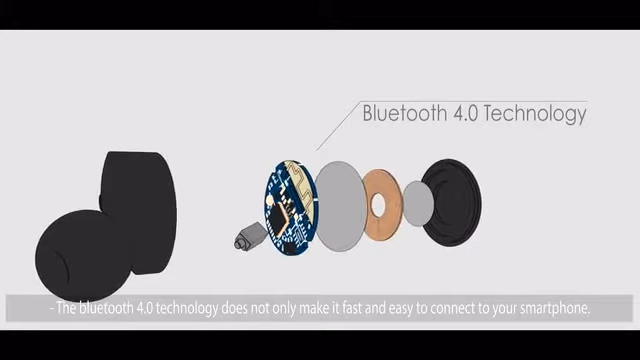 Bluetooth 4.0 Technology
- The bluetooth 4.0 technology does not only make it fast and easy to connect to your smartphone.